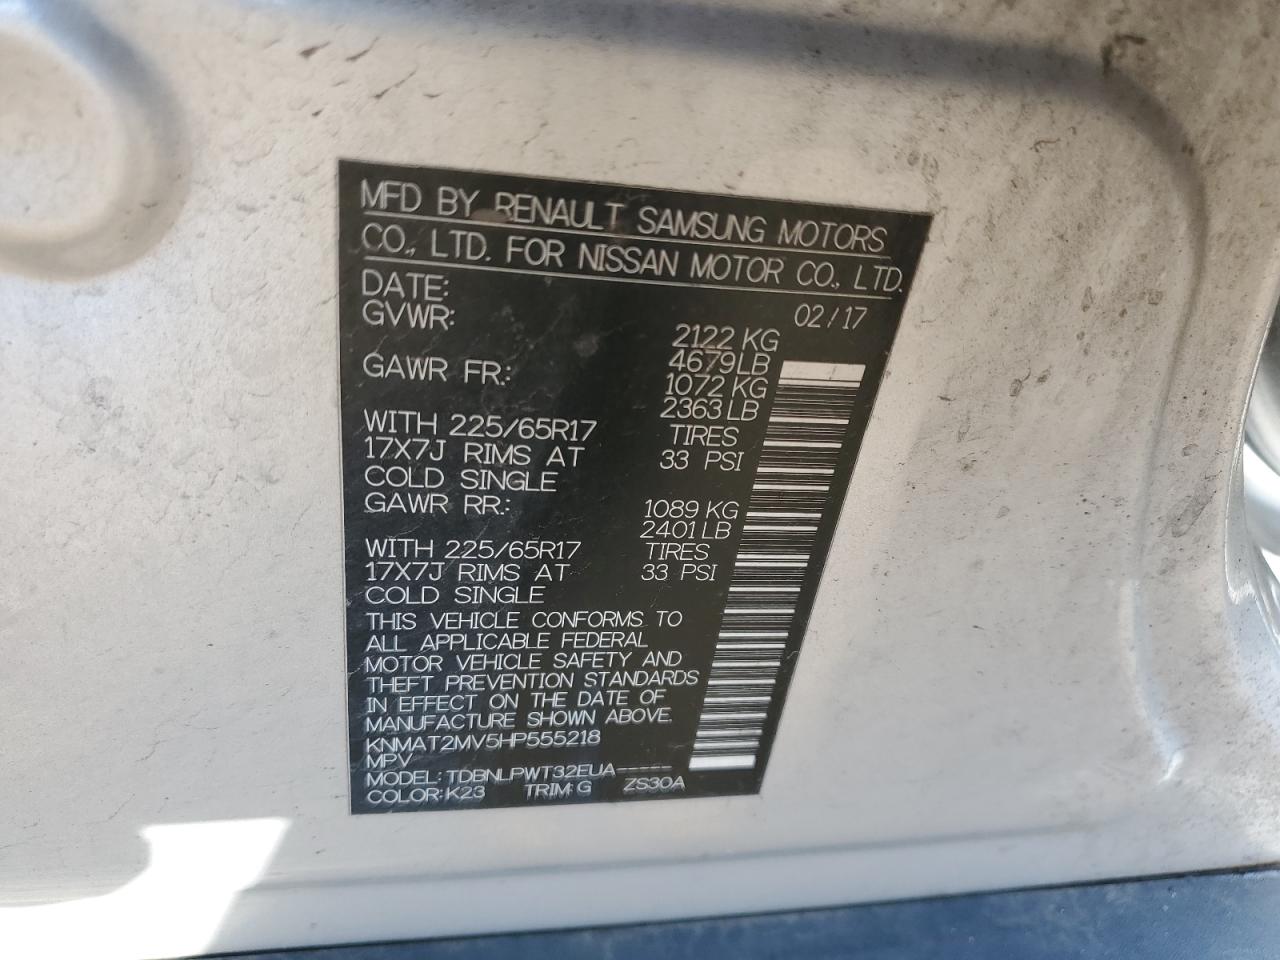 MFD BY RENAULT SAMSUNG MOTORS
CO., LTD. FOR NISSAN MOTOR CO., LTD.
DATE: 02/17
GVWR: 2122 KG
4679LB
GAWR FR.: 1072 KG
2363 LB
WITH 225/65R17 TIRES
17X7J RIMS AT 33 PSI
COLD SINGLE
GAWR RR.: 1089 KG
2401 LB
WITH 225/65R17 TIRES
17X7J RIMS AT 33 PSI
COLD SINGLE
THIS VEHICLE CONFORMS TO
ALL APPLICABLE FEDERAL
MOTOR VEHICLE SAFETY AND
THEFT PREVENTION STANDARDS
IN EFFECT ON THE DATE OF
MANUFACTURE SHOWN ABOVE.
KNMAT2MV5HP555218
MPV
MODEL: TDBNLPWT32EUA-----
COLOR: K23 TRIM: G ZS30A